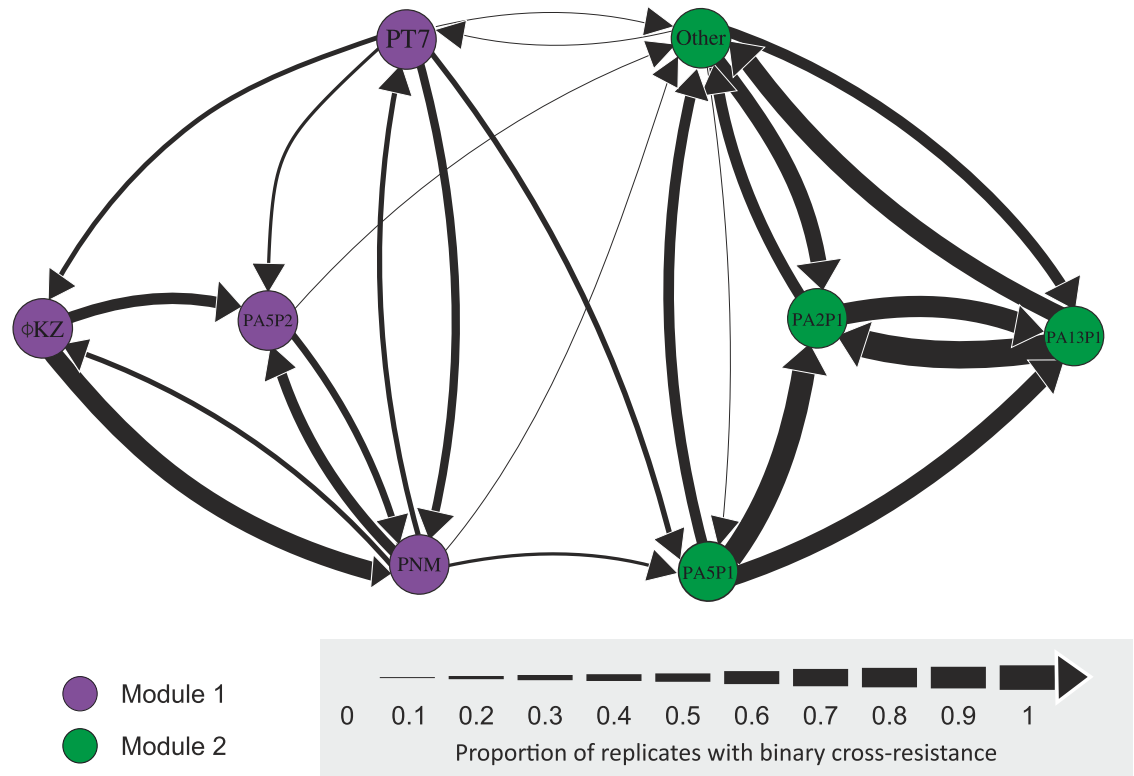 PT7
Other
ϕKZ
PA5P2
PA2P1
PA13P1
PNM
PA5P1
Module 1
Module 2
0 0.1 0.2 0.3 0.4 0.5 0.6 0.7 0.8 0.9 1
Proportion of replicates with binary cross-resistance